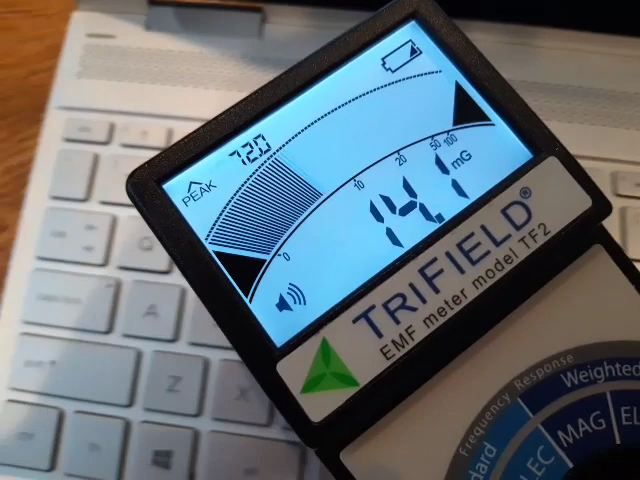 72.0
PEAK
0
10
20
50
100
14.1 mG
TRIFIELD®
EMF meter model TF2
Frequency Response
Weighted
dard
LEC
MAG
EL
Q
A
Z
X